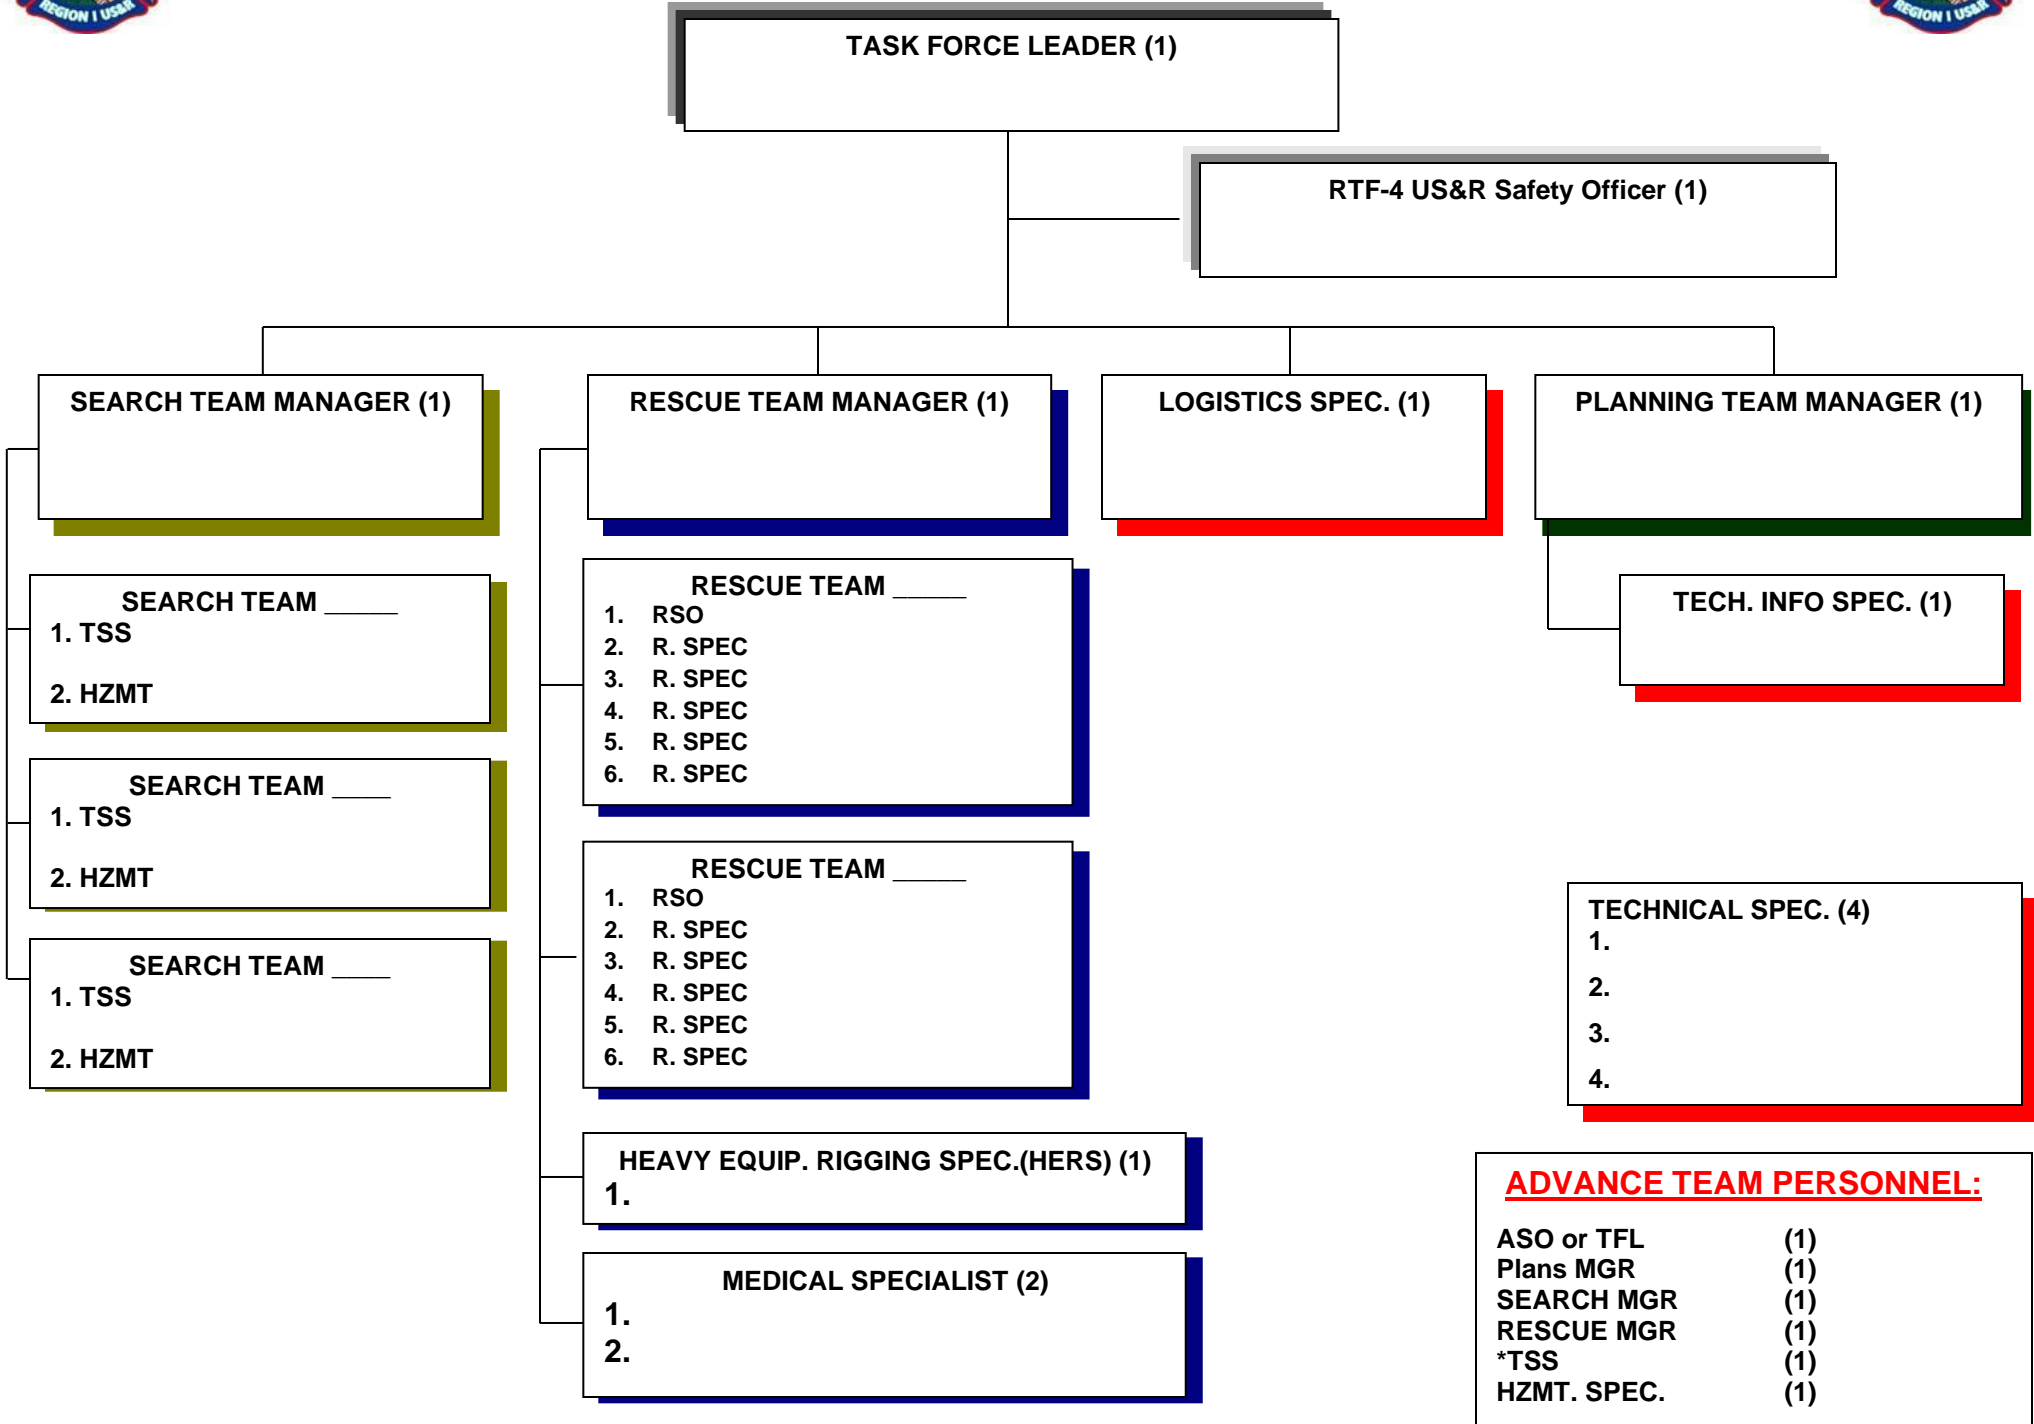 REGION I US&R
REGION I US&R
TASK FORCE LEADER (1)
RTF-4 US&R Safety Officer (1)
SEARCH TEAM MANAGER (1)
RESCUE TEAM MANAGER (1)
LOGISTICS SPEC. (1)
PLANNING TEAM MANAGER (1)
SEARCH TEAM _____
1. TSS
2. HZMT
SEARCH TEAM ____
1. TSS
2. HZMT
SEARCH TEAM ____
1. TSS
2. HZMT
RESCUE TEAM _____
1. RSO
2. R. SPEC
3. R. SPEC
4. R. SPEC
5. R. SPEC
6. R. SPEC
RESCUE TEAM _____
1. RSO
2. R. SPEC
3. R. SPEC
4. R. SPEC
5. R. SPEC
6. R. SPEC
HEAVY EQUIP. RIGGING SPEC.(HERS) (1)
1.
MEDICAL SPECIALIST (2)
1.
2.
TECH. INFO SPEC. (1)
TECHNICAL SPEC. (4)
1.
2.
3.
4.
ADVANCE TEAM PERSONNEL:
ASO or TFL (1)
Plans MGR (1)
SEARCH MGR (1)
RESCUE MGR (1)
*TSS (1)
HZMT. SPEC. (1)